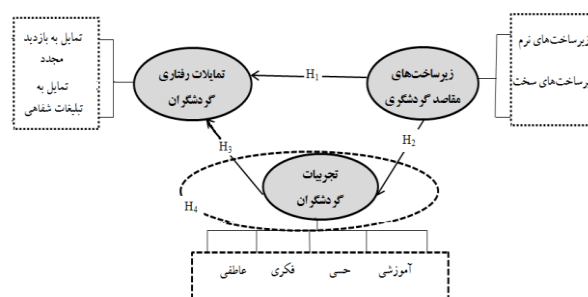 زیرساخت‌های نرم
زیرساخت‌های سخت
زیرساخت‌های
مقاصد گردشگری
H1
تمایلات رفتاری
گردشگران
تمایل به بازدید
مجدد
تمایل به
تبلیغات شفاهی
H2
H3
تجربیات
گردشگران
H4
آموزشی
حسی
فکری
عاطفی